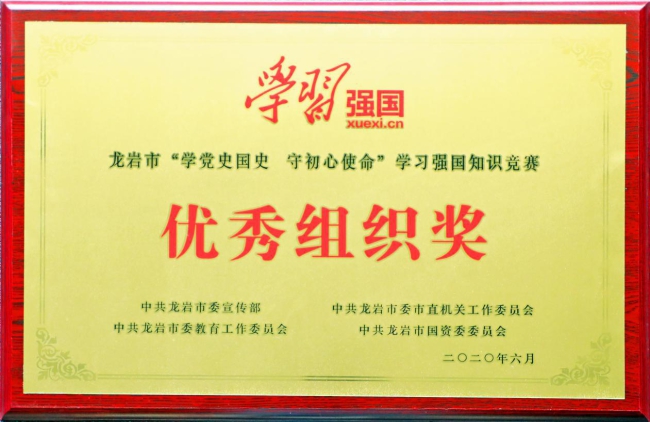 學習强国
xuexi.cn
龙岩市“学党史国史 守初心使命”学习强国知识竞赛
优秀组织奖
中共龙岩市委宣传部 中共龙岩市委市直机关工作委员会
中共龙岩市委教育工作委员会 中共龙岩市国资委委员会
二〇二〇年六月